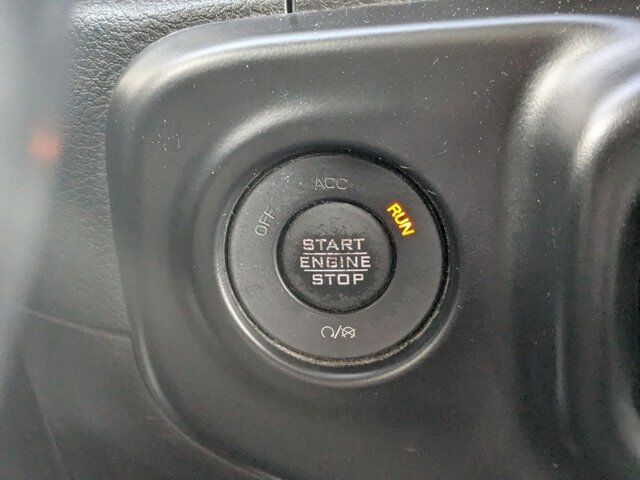 ACC
OFF
RUN
START
ENGINE
STOP